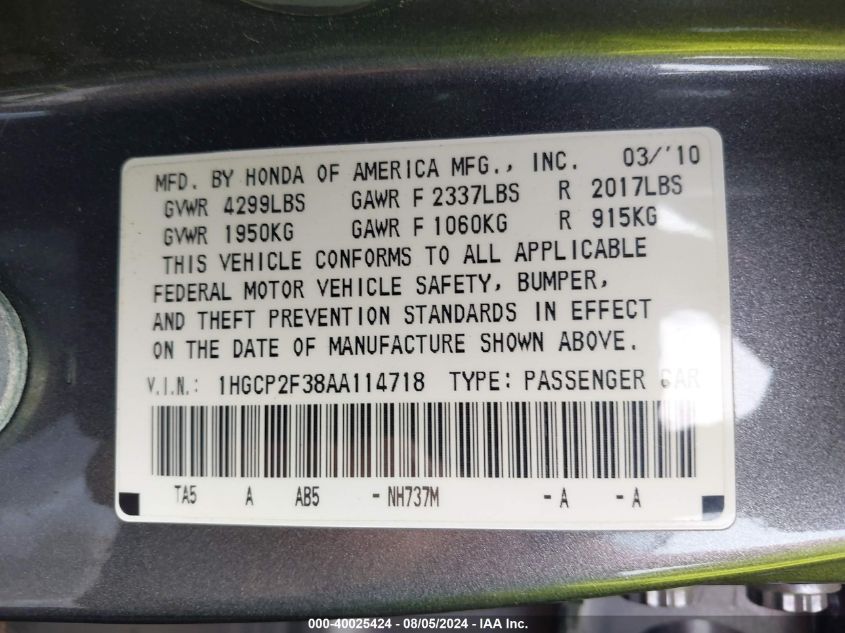 MFD. BY HONDA OF AMERICA MFG., INC. 03/'10
GVWR 4299LBS GAWR F 2337LBS R 2017LBS
GVWR 1950KG GAWR F 1060KG R 915KG
THIS VEHICLE CONFORMS TO ALL APPLICABLE
FEDERAL MOTOR VEHICLE SAFETY, BUMPER,
AND THEFT PREVENTION STANDARDS IN EFFECT
ON THE DATE OF MANUFACTURE SHOWN ABOVE.
V.I.N.: 1HGCP2F38AA114718 TYPE: PASSENGER CAR
TA5 A AB5 - NH737M - A - A
000-40025424 - 08/05/2024 - IAA Inc.